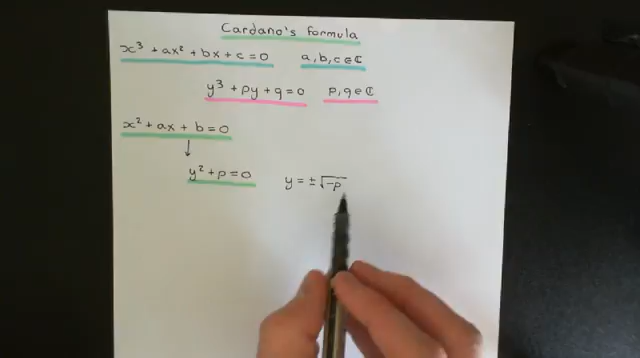 Cardano's formula
x³ + ax² + bx + c = 0 a, b, c ∈ ℂ
y³ + py + q = 0 p, q ∈ ℂ
x² + ax + b = 0
↓
y² + p = 0 y = ± √-p